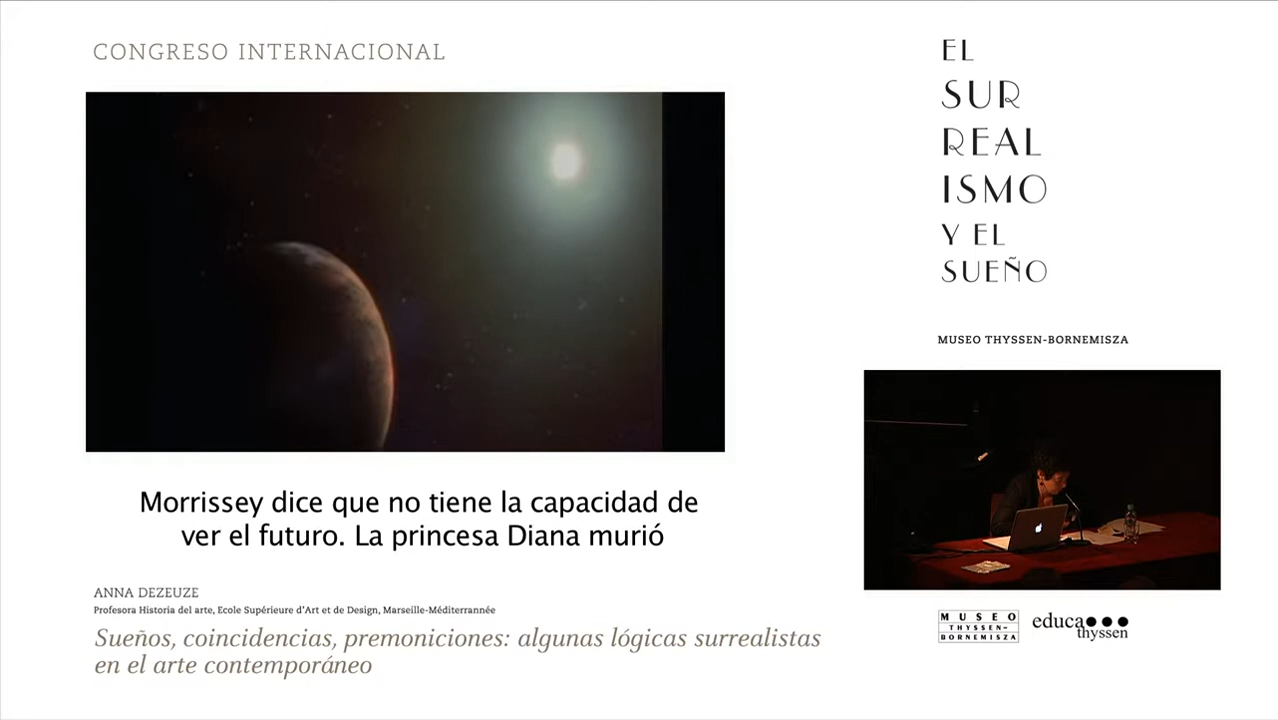 CONGRESO INTERNACIONAL
EL
SUR
REAL
ISMO
Y EL
SUEÑO
MUSEO THYSSEN-BORNEMISZA
Morrissey dice que no tiene la capacidad de
ver el futuro. La princesa Diana murió
ANNA DEZEUZE
Profesora Historia del arte, Ecole Supérieure d'Art et de Design, Marseille-Méditerrannée
Sueños, coincidencias, premoniciones: algunas lógicas surrealistas
en el arte contemporáneo
MUSEO
THYSSEN-
BORNEMISZA
educa
thyssen